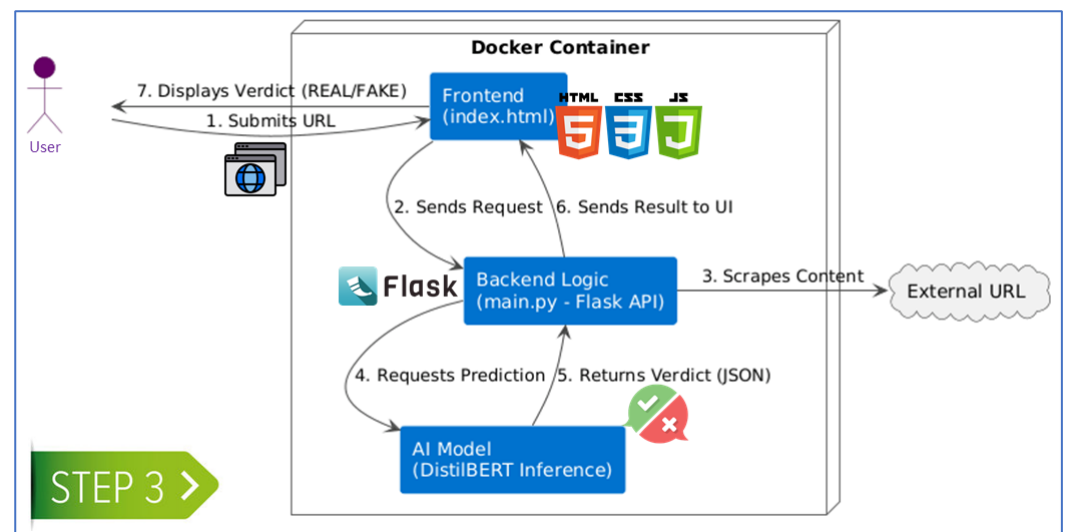 Docker Container
7. Displays Verdict (REAL/FAKE)
1. Submits URL
User
Frontend
(index.html)
HTML
CSS
JS
5
3
J
2. Sends Request
6. Sends Result to UI
Flask
Backend Logic
(main.py - Flask API)
3. Scrapes Content
External URL
4. Requests Prediction
5. Returns Verdict (JSON)
AI Model
(DistilBERT Inference)
STEP 3